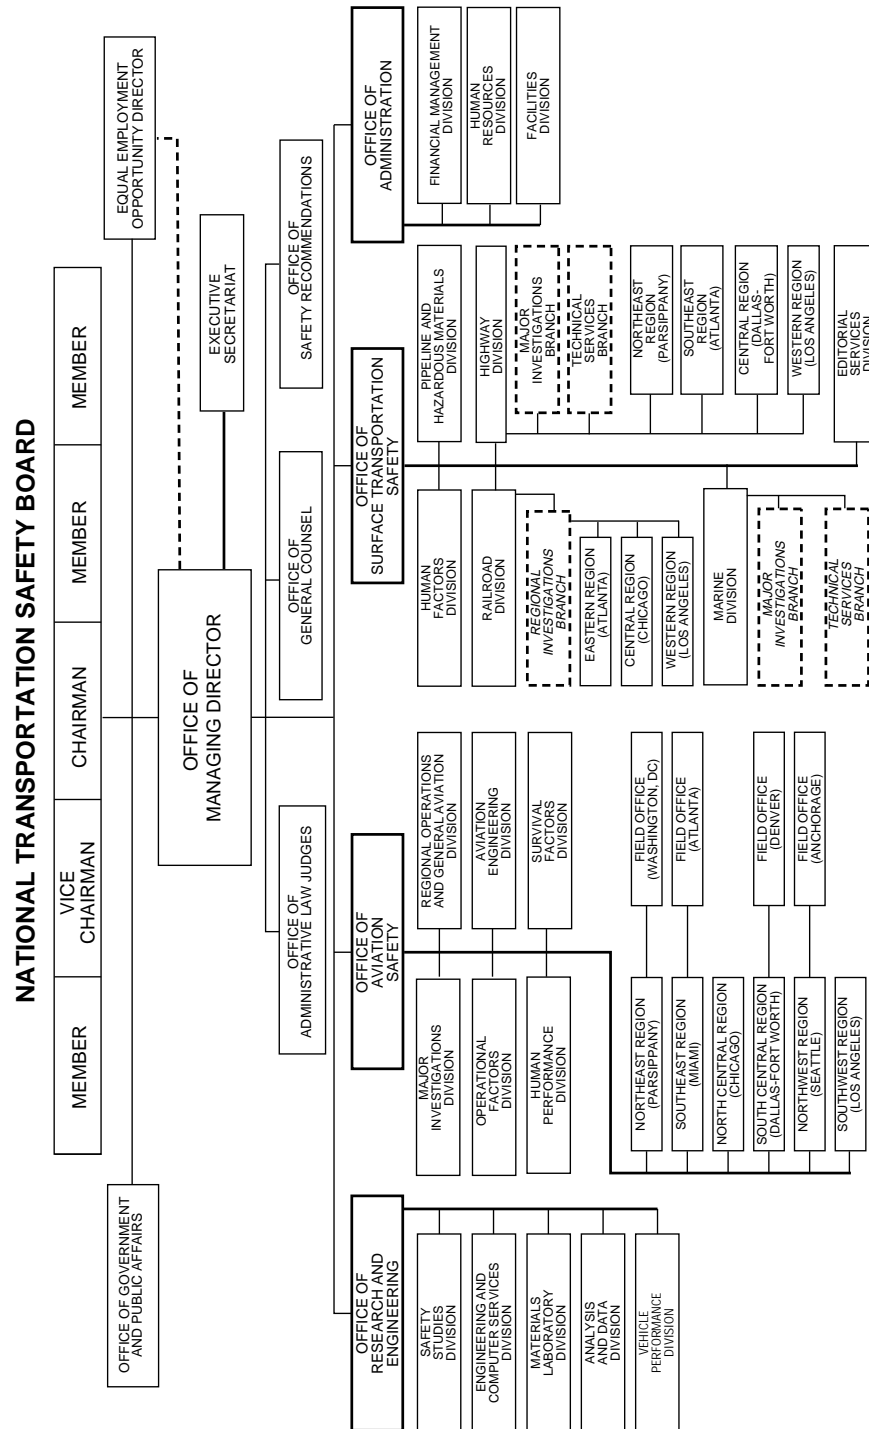 NATIONAL TRANSPORTATION SAFETY BOARD
MEMBER
VICE
CHAIRMAN
CHAIRMAN
MEMBER
MEMBER
OFFICE OF GOVERNMENT
AND PUBLIC AFFAIRS
EQUAL EMPLOYMENT
OPPORTUNITY DIRECTOR
OFFICE OF
MANAGING DIRECTOR
EXECUTIVE
SECRETARIAT
OFFICE OF
ADMINISTRATIVE LAW JUDGES
OFFICE OF
GENERAL COUNSEL
OFFICE OF
SAFETY RECOMMENDATIONS
OFFICE OF
RESEARCH AND
ENGINEERING
SAFETY
STUDIES
DIVISION
ENGINEERING AND
COMPUTER SERVICES
DIVISION
MATERIALS
LABORATORY
DIVISION
ANALYSIS
AND DATA
DIVISION
VEHICLE
PERFORMANCE
DIVISION
OFFICE OF
AVIATION
SAFETY
MAJOR
INVESTIGATIONS
DIVISION
REGIONAL OPERATIONS
AND GENERAL AVIATION
DIVISION
OPERATIONAL
FACTORS
DIVISION
AVIATION
ENGINEERING
DIVISION
HUMAN
PERFORMANCE
DIVISION
SURVIVAL
FACTORS
DIVISION
NORTHEAST REGION
(PARSIPPANY)
FIELD OFFICE
(WASHINGTON, DC)
SOUTHEAST REGION
(MIAMI)
FIELD OFFICE
(ATLANTA)
NORTH CENTRAL REGION
(CHICAGO)
SOUTH CENTRAL REGION
(DALLAS-FORT WORTH)
FIELD OFFICE
(DENVER)
NORTHWEST REGION
(SEATTLE)
FIELD OFFICE
(ANCHORAGE)
SOUTHWEST REGION
(LOS ANGELES)
OFFICE OF
SURFACE TRANSPORTATION
SAFETY
HUMAN
FACTORS
DIVISION
PIPELINE AND
HAZARDOUS MATERIALS
DIVISION
RAILROAD
DIVISION
HIGHWAY
DIVISION
REGIONAL
INVESTIGATIONS
BRANCH
EASTERN REGION
(ATLANTA)
CENTRAL REGION
(CHICAGO)
WESTERN REGION
(LOS ANGELES)
MAJOR
INVESTIGATIONS
BRANCH
TECHNICAL
SERVICES
BRANCH
NORTHEAST
REGION
(PARSIPPANY)
SOUTHEAST
REGION
(ATLANTA)
CENTRAL REGION
(DALLAS-
FORT WORTH)
WESTERN REGION
(LOS ANGELES)
MARINE
DIVISION
MAJOR
INVESTIGATIONS
BRANCH
TECHNICAL
SERVICES
BRANCH
EDITORIAL
SERVICES
DIVISION
OFFICE OF
ADMINISTRATION
FINANCIAL MANAGEMENT
DIVISION
HUMAN
RESOURCES
DIVISION
FACILITIES
DIVISION